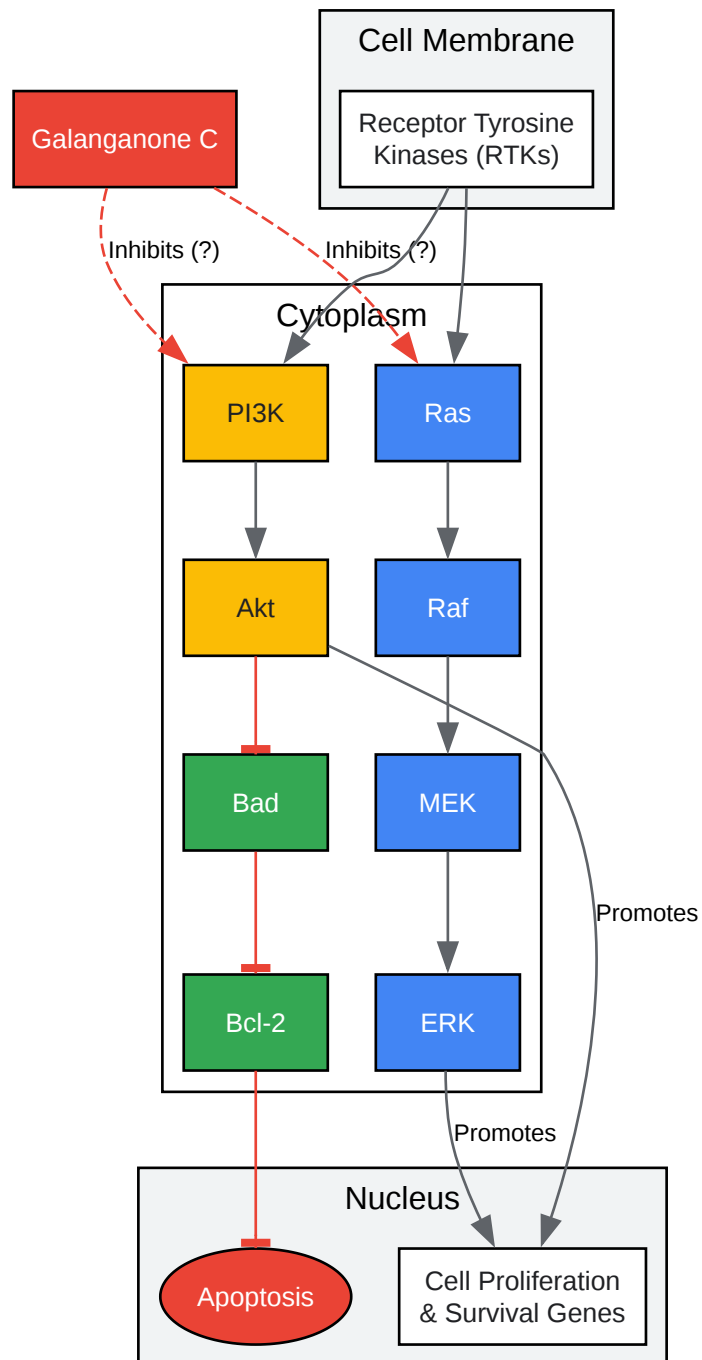 Cell Membrane
Galanganone C
Receptor Tyrosine
Kinases (RTKs)
Inhibits (?)
Inhibits (?)
Cytoplasm
PI3K
Ras
Akt
Raf
Bad
MEK
Promotes
Bcl-2
ERK
Promotes
Nucleus
Apoptosis
Cell Proliferation
& Survival Genes